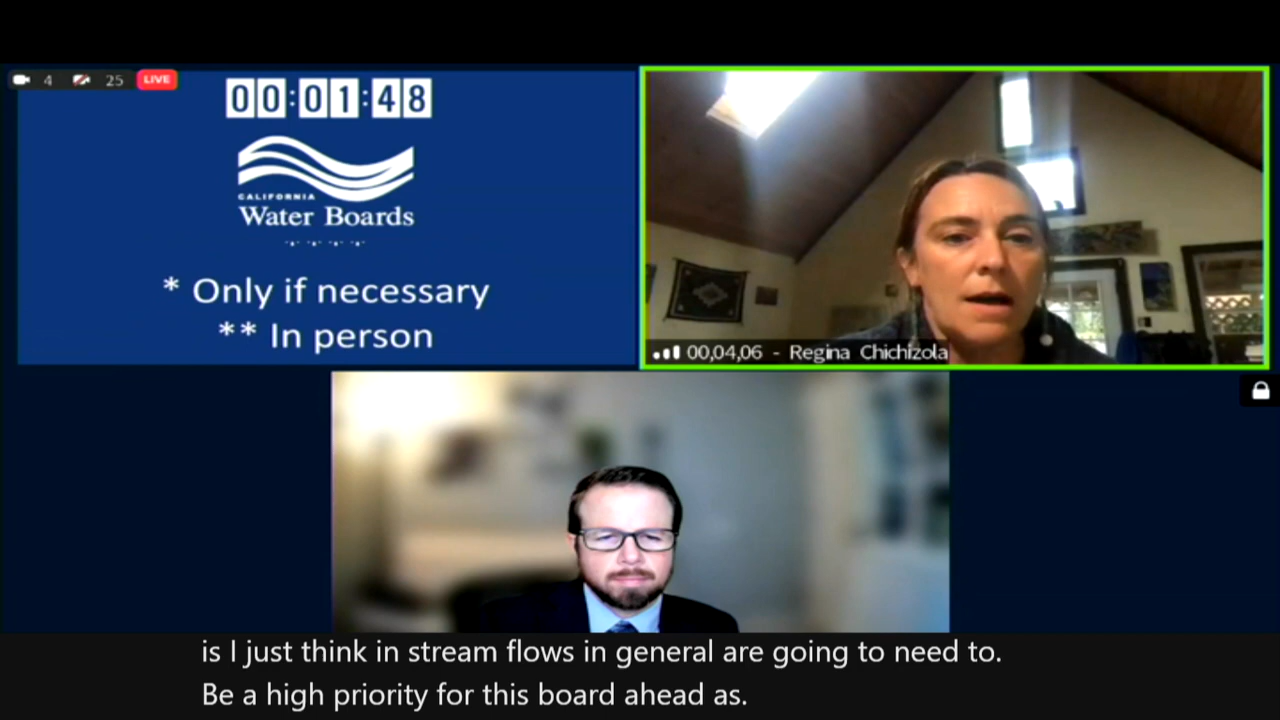 4 25 LIVE
00:01:48
CALIFORNIA
Water Boards
* Only if necessary
** In person
00,04,06 - Regina Chichizola
is I just think in stream flows in general are going to need to.
Be a high priority for this board ahead as.